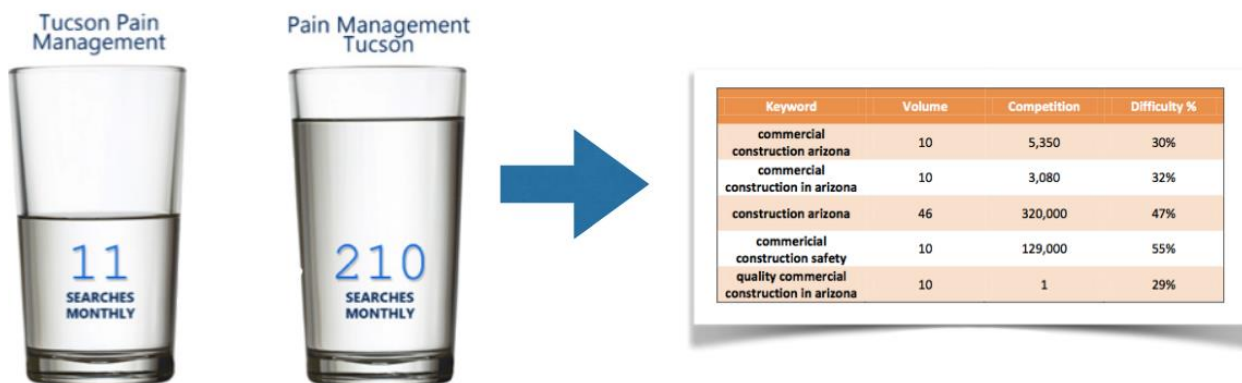 Tucson Pain
Management
11
SEARCHES
MONTHLY
Pain Management
Tucson
210
SEARCHES
MONTHLY
Keyword Volume Competition Difficulty %
commercial
construction arizona 10 5,350 30%
commercial
construction in arizona 10 3,080 32%
construction arizona 46 320,000 47%
commericial
construction safety 10 129,000 55%
quality commercial
construction in arizona 10 1 29%